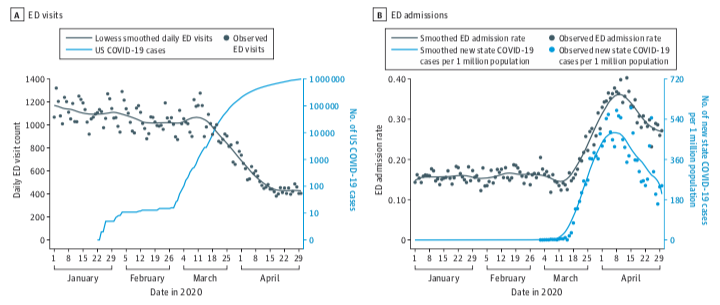 A ED visits
Lowess smoothed daily ED visits
US COVID-19 cases
Observed
ED visits
1400
1200
1000
800
600
400
200
0
Daily ED visit count
1 000 000
100 000
10 000
1000
100
10
0
No. of US COVID-19 cases
1 8 15 22 29 5 12 19 26 4 11 18 25 1 8 15 22 29
January February March April
Date in 2020
B ED admissions
Smoothed ED admission rate
Smoothed new state COVID-19
cases per 1 million population
Observed ED admission rate
Observed new state COVID-19
cases per 1 million population
0.40
0.30
0.20
0.10
0
ED admission rate
720
540
360
180
0
No. of new state COVID-19 cases
per 1 million population
1 8 15 22 29 5 12 19 26 4 11 18 25 1 8 15 22 29
January February March April
Date in 2020